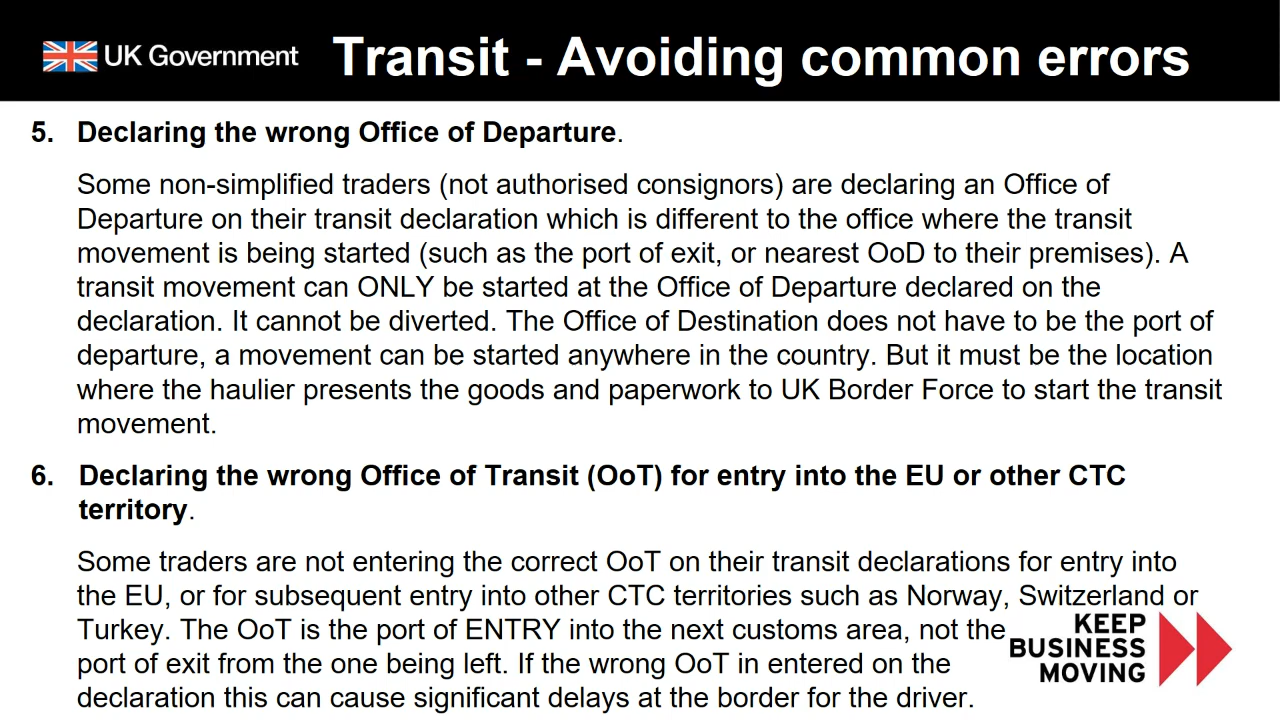 UK Government
Transit - Avoiding common errors
5. Declaring the wrong Office of Departure.
Some non-simplified traders (not authorised consignors) are declaring an Office of
Departure on their transit declaration which is different to the office where the transit
movement is being started (such as the port of exit, or nearest OoD to their premises). A
transit movement can ONLY be started at the Office of Departure declared on the
declaration. It cannot be diverted. The Office of Destination does not have to be the port of
departure, a movement can be started anywhere in the country. But it must be the location
where the haulier presents the goods and paperwork to UK Border Force to start the transit
movement.
6. Declaring the wrong Office of Transit (OoT) for entry into the EU or other CTC
territory.
Some traders are not entering the correct OoT on their transit declarations for entry into
the EU, or for subsequent entry into other CTC territories such as Norway, Switzerland or
Turkey. The OoT is the port of ENTRY into the next customs area, not the
port of exit from the one being left. If the wrong OoT in entered on the
declaration this can cause significant delays at the border for the driver.
KEEP
BUSINESS
MOVING